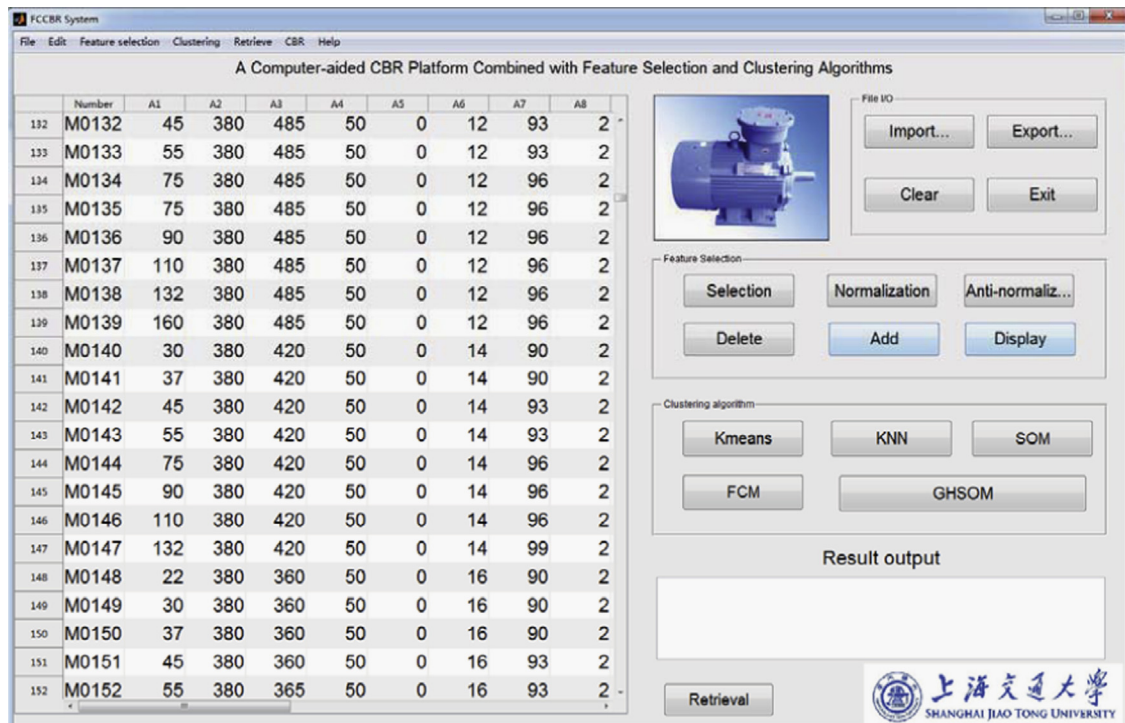 FCCBR System
File Edit Feature selection Clustering Retrieve CBR Help
A Computer-aided CBR Platform Combined with Feature Selection and Clustering Algorithms
Number A1 A2 A3 A4 A5 A6 A7 A8
132 M0132 45 380 485 50 0 12 93 2
133 M0133 55 380 485 50 0 12 93 2
134 M0134 75 380 485 50 0 12 96 2
135 M0135 75 380 485 50 0 12 96 2
136 M0136 90 380 485 50 0 12 96 2
137 M0137 110 380 485 50 0 12 96 2
138 M0138 132 380 485 50 0 12 96 2
139 M0139 160 380 485 50 0 12 96 2
140 M0140 30 380 420 50 0 14 90 2
141 M0141 37 380 420 50 0 14 90 2
142 M0142 45 380 420 50 0 14 93 2
143 M0143 55 380 420 50 0 14 93 2
144 M0144 75 380 420 50 0 14 96 2
145 M0145 90 380 420 50 0 14 96 2
146 M0146 110 380 420 50 0 14 96 2
147 M0147 132 380 420 50 0 14 99 2
148 M0148 22 380 360 50 0 16 90 2
149 M0149 30 380 360 50 0 16 90 2
150 M0150 37 380 360 50 0 16 90 2
151 M0151 45 380 360 50 0 16 93 2
152 M0152 55 380 365 50 0 16 93 2
File I/O
Import... Export...
Clear Exit
Feature Selection
Selection Normalization Anti-normaliz...
Delete Add Display
Clustering algorithm
Kmeans KNN SOM
FCM GHSOM
Result output
Retrieval
上海交通大学
SHANGHAI JIAO TONG UNIVERSITY